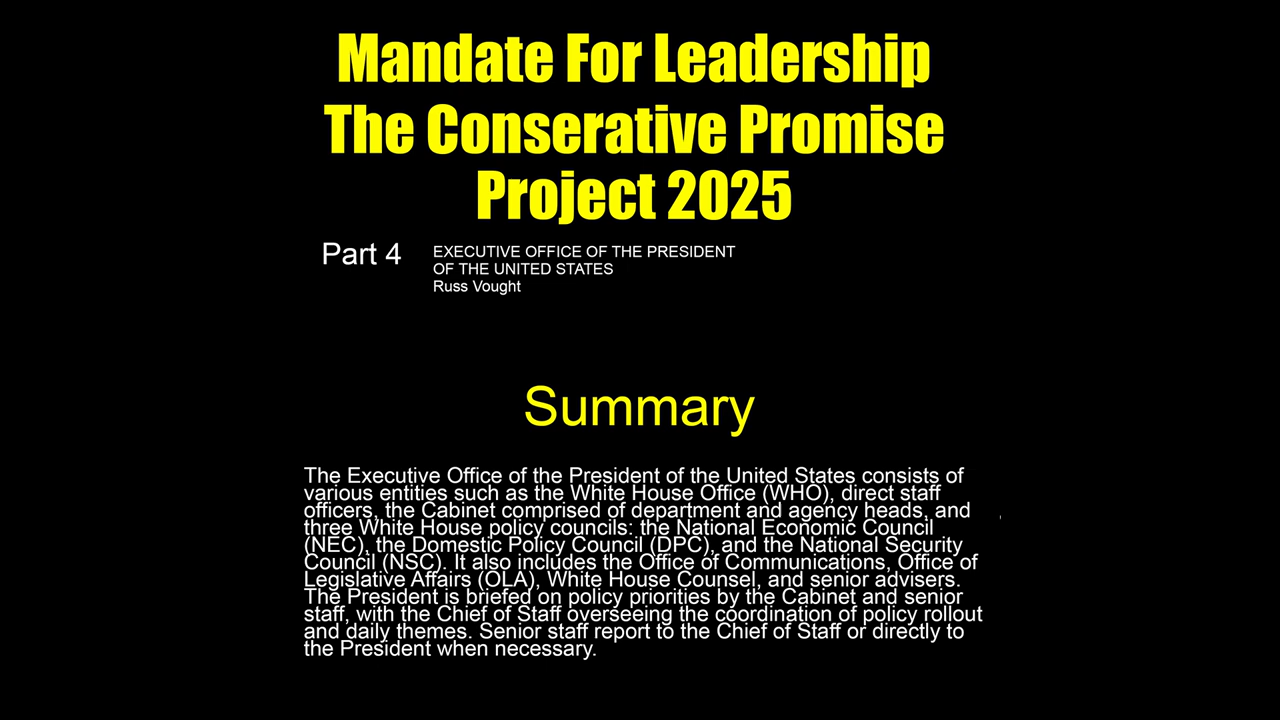 Mandate For Leadership
The Conserative Promise
Project 2025
Part 4
EXECUTIVE OFFICE OF THE PRESIDENT
OF THE UNITED STATES
Russ Vought
Summary
The Executive Office of the President of the United States consists of
various entities such as the White House Office (WHO), direct staff
officers, the Cabinet comprised of department and agency heads, and
three White House policy councils: the National Economic Council
(NEC), the Domestic Policy Council (DPC), and the National Security
Council (NSC). It also includes the Office of Communications, Office of
Legislative Affairs (OLA), White House Counsel, and senior advisers.
The President is briefed on policy priorities by the Cabinet and senior
staff, with the Chief of Staff overseeing the coordination of policy rollout
and daily themes. Senior staff report to the Chief of Staff or directly to
the President when necessary.